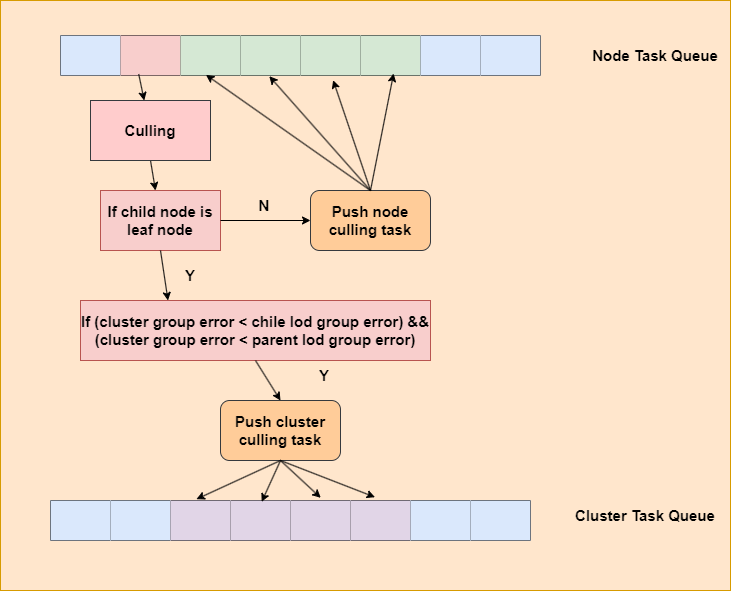 Node Task Queue
Culling
If child node is
leaf node
N
Push node
culling task
Y
If (cluster group error < chile lod group error) &&
(cluster group error < parent lod group error)
Y
Push cluster
culling task
Cluster Task Queue